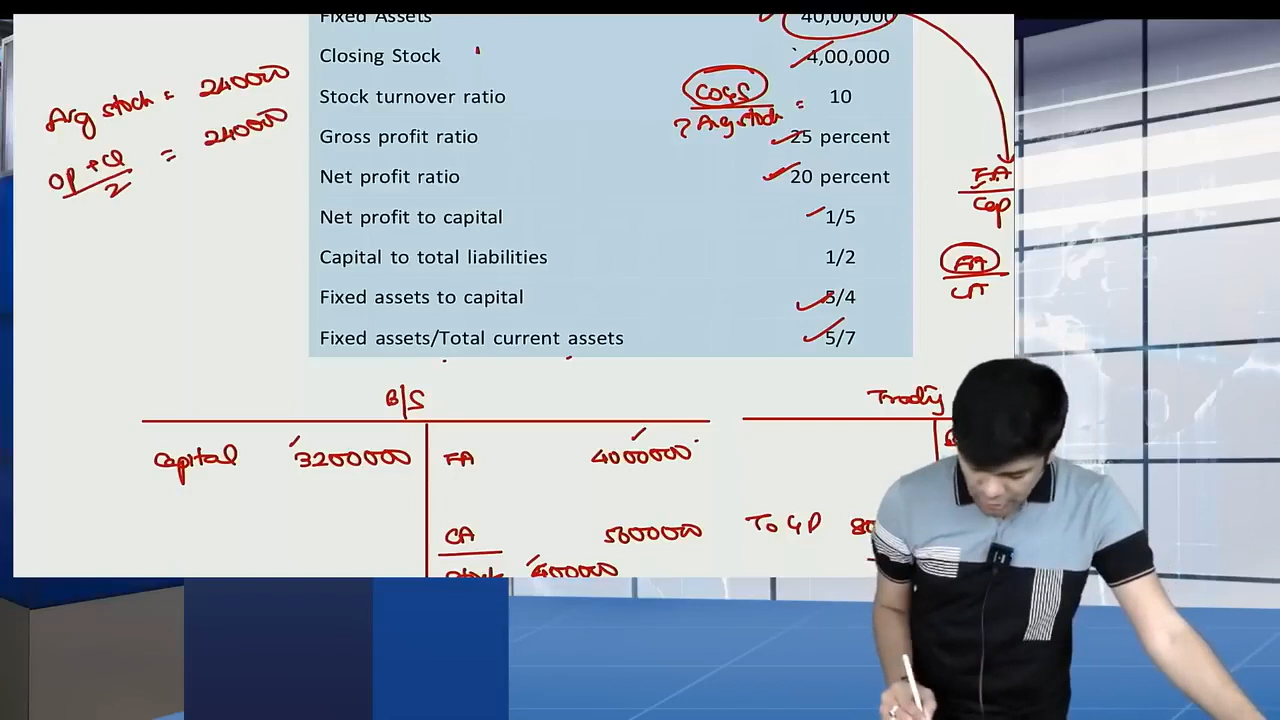 Fixed Assets 40,00,000
Closing Stock 4,00,000
Stock turnover ratio 10
Gross profit ratio 25 percent
Net profit ratio 20 percent
Net profit to capital 1/5
Capital to total liabilities 1/2
Fixed assets to capital 5/4
Fixed assets/Total current assets 5/7
Avg stock = 240000
Op + Cl = 240000
2
COGS =
? Avg stock
FA
Cap
FA
CA
B/S
Capital 3200000 FA 4000000
CA 5600000
Stock 400000
Trading
To GP